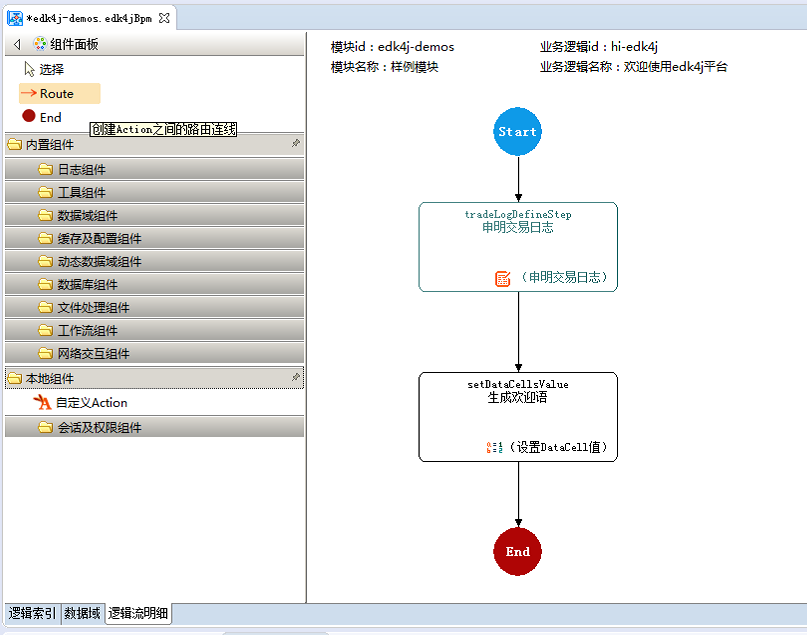 *edk4j-demos.edk4jBpm
组件面板
选择
Route
End
创建Action之间的路由连线
内置组件
日志组件
工具组件
数据域组件
缓存及配置组件
动态数据域组件
数据库组件
文件处理组件
工作流组件
网络交互组件
本地组件
自定义Action
会话及权限组件
模块id：edk4j-demos
业务逻辑id：hi-edk4j
模块名称：样例模块
业务逻辑名称：欢迎使用edk4j平台
Start
tradeLogDefineStep
申明交易日志
（申明交易日志）
setDataCellsValue
生成欢迎语
（设置DataCell值）
End
逻辑索引
数据域
逻辑流明细